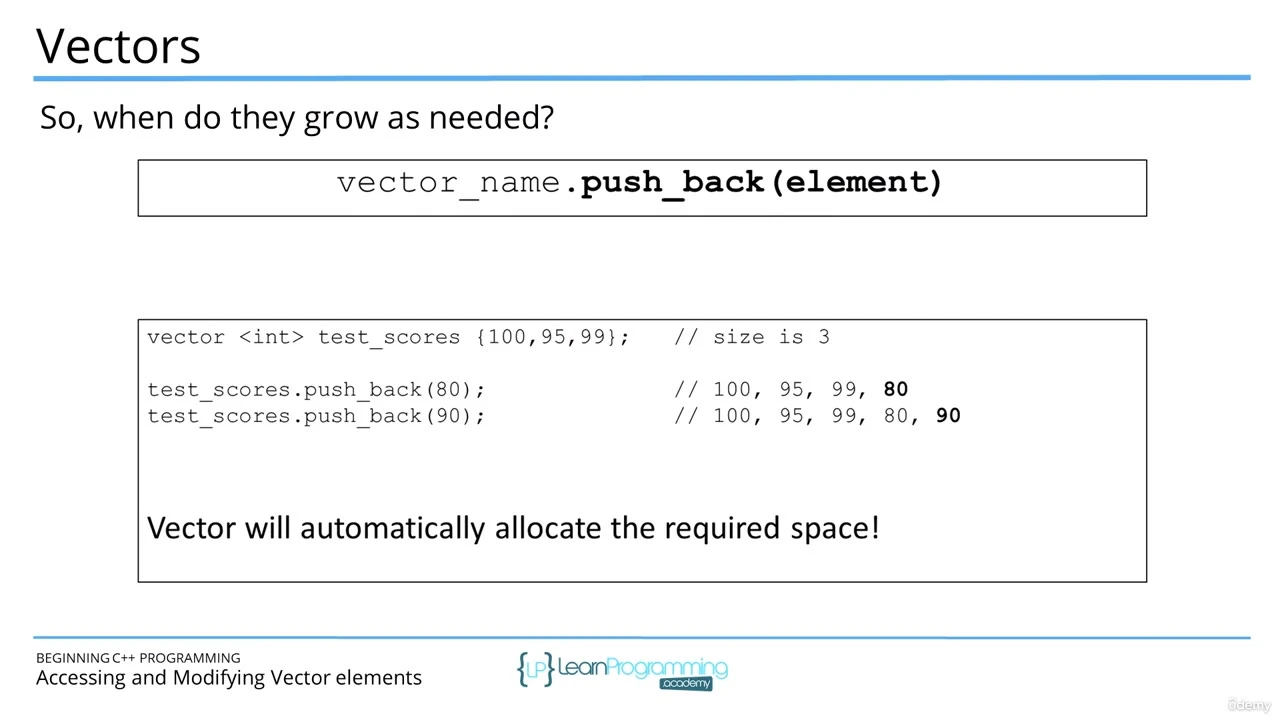 Vectors
So, when do they grow as needed?
vector_name.push_back(element)
vector <int> test_scores {100,95,99};   // size is 3
test_scores.push_back(80);   // 100, 95, 99, 80
test_scores.push_back(90);   // 100, 95, 99, 80, 90
Vector will automatically allocate the required space!
BEGINNING C++ PROGRAMMING
Accessing and Modifying Vector elements
{LP} LearnProgramming
.academy
ûdemy